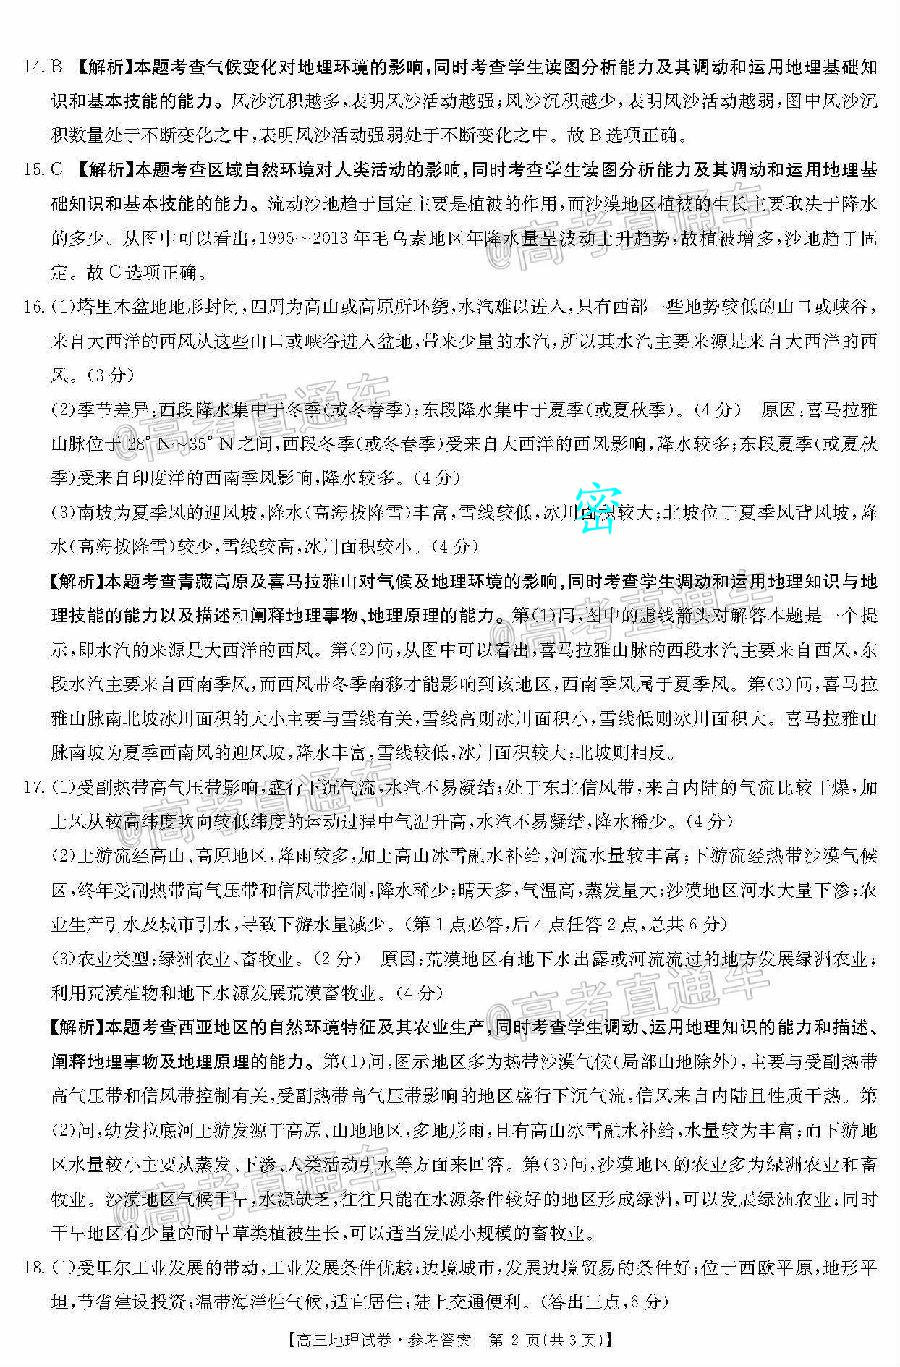 14. B 【解析】本题考查气候变化对地理环境的影响,同时考查学生读图分析能力及其调动和运用地理基础知
识和基本技能的能力。风沙沉积越多,表明风沙活动越强;风沙沉积越少,表明风沙活动越弱,图中风沙沉
积数量处于不断变化之中,表明风沙活动强弱处于不断变化之中。故B选项正确。
15. C 【解析】本题考查区域自然环境对人类活动的影响,同时考查学生读图分析能力及其调动和运用地理基
础知识和基本技能的能力。流动沙地趋于固定主要是植被的作用,而沙漠地区植被的生长主要取决于降水
的多少。从图中可以看出,1995~2013年毛乌素地区年降水量呈波动上升趋势,故植被增多,沙地趋于固
定。故C选项正确。
16. (1)塔里木盆地地形封闭,四周为高山或高原所环绕,水汽难以进入,只有西部一些地势较低的山口或峡谷,
来自大西洋的西风从这些山口或峡谷进入盆地,带来少量的水汽,所以其水汽主要来源是来自大西洋的西
风。(3分)
(2)季节差异:西段降水集中于冬季(或冬春季);东段降水集中于夏季(或夏秋季)。(4分) 原因:喜马拉雅
山脉位于28°N~35°N之间,西段冬季(或冬春季)受来自大西洋的西风影响,降水较多;东段夏季(或夏秋
季)受来自印度洋的西南季风影响,降水较多。(4分)
(3)南坡为夏季风的迎风坡,降水(高海拔降雪)丰富,雪线较低,冰川面积较大;北坡位于夏季风背风坡,降
水(高海拔降雪)较少,雪线较高,冰川面积较小。(4分)
密
【解析】本题考查青藏高原及喜马拉雅山对气候及地理环境的影响,同时考查学生调动和运用地理知识与地
理技能的能力以及描述和阐释地理事物、地理原理的能力。第(1)问,图中的虚线箭头对解答本题是一个提
示,即水汽的来源是大西洋的西风。第(2)问,从图中可以看出,喜马拉雅山脉的西段水汽主要来自西风,东
段水汽主要来自西南季风,而西风带冬季南移才能影响到该地区,西南季风属于夏季风。第(3)问,喜马拉
雅山脉南北坡冰川面积的大小主要与雪线有关,雪线高则冰川面积小,雪线低则冰川面积大。喜马拉雅山
脉南坡为夏季西南风的迎风坡,降水丰富,雪线较低,冰川面积较大;北坡则相反。
17. (1)受副热带高气压带影响,盛行下沉气流,水汽不易凝结;处于东北信风带,来自内陆的气流比较干燥,加
上风从较高纬度吹向较低纬度的运动过程中气温升高,水汽不易凝结,降水稀少。(4分)
(2)上游流经高山、高原地区,降雨较多,加上高山冰雪融水补给,河流水量较丰富;下游流经热带沙漠气候
区,终年受副热带高气压带和信风带控制,降水稀少;晴天多,气温高,蒸发量大;沙漠地区河水大量下渗;农
业生产引水及城市引水,导致下游水量减少。(第1点必答,后4点任答2点,总共6分)
(3)农业类型:绿洲农业、畜牧业。(2分) 原因:荒漠地区有地下水出露或河流流过的地方发展绿洲农业;
利用荒漠植物和地下水源发展荒漠畜牧业。(4分)
【解析】本题考查西亚地区的自然环境特征及其农业生产,同时考查学生调动、运用地理知识的能力和描述、
阐释地理事物及地理原理的能力。第(1)问,图示地区多为热带沙漠气候(局部山地除外),主要与受副热带
高气压带和信风带控制有关,受副热带高气压带影响的地区盛行下沉气流,信风来自内陆且性质干热。第
(2)问,幼发拉底河上游发源于高原、山地地区,多地形雨,且有高山冰雪融水补给,水量较为丰富;而下游地
区水量较小主要从蒸发、下渗、人类活动引水等方面来回答。第(3)问,沙漠地区的农业多为绿洲农业和畜
牧业。沙漠地区气候干旱,水源缺乏,往往只能在水源条件较好的地区形成绿洲,可以发展绿洲农业;同时
干旱地区有少量的耐旱草类植被生长,可以适当发展小规模的畜牧业。
18. (1)受鲁尔工业发展的带动,工业发展条件优越;边境城市,发展边境贸易的条件好;位于西欧平原,地形平
坦,节省建设投资;温带海洋性气候,适宜居住;陆上交通便利。(答出三点,6分)
【高三地理试卷·参考答案 第2页(共3页)】
@高考直通车
@高考直通车
@高考直通车
@高考直通车
@高考直通车
@高考直通车